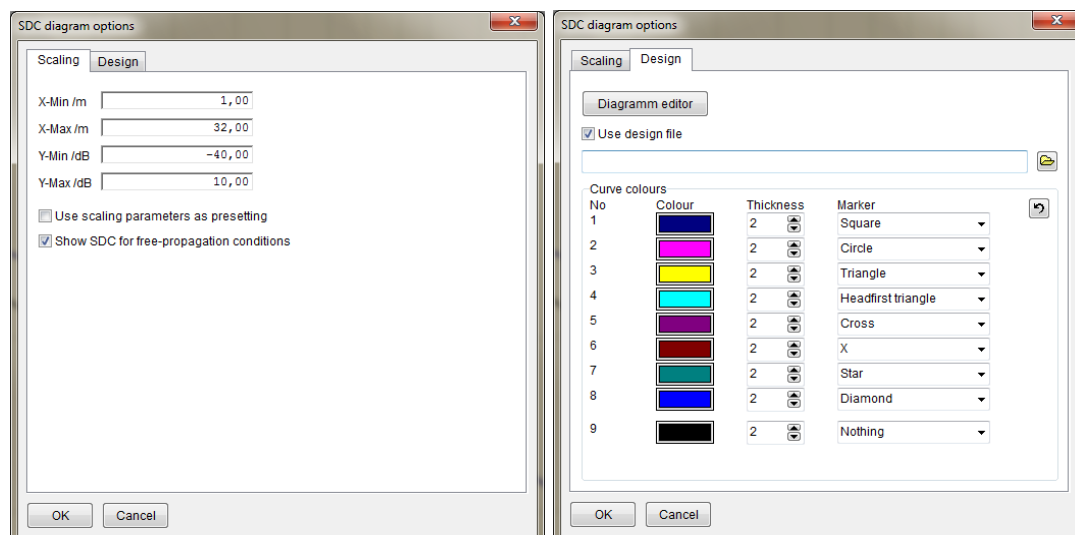 SDC diagram options
Scaling Design
X-Min /m 1,00
X-Max /m 32,00
Y-Min /dB -40,00
Y-Max /dB 10,00
Use scaling parameters as presetting
Show SDC for free-propagation conditions
OK Cancel
SDC diagram options
Scaling Design
Diagramm editor
Use design file
Curve colours
No Colour Thickness Marker
1 2 Square
2 2 Circle
3 2 Triangle
4 2 Headfirst triangle
5 2 Cross
6 2 X
7 2 Star
8 2 Diamond
9 2 Nothing
OK Cancel